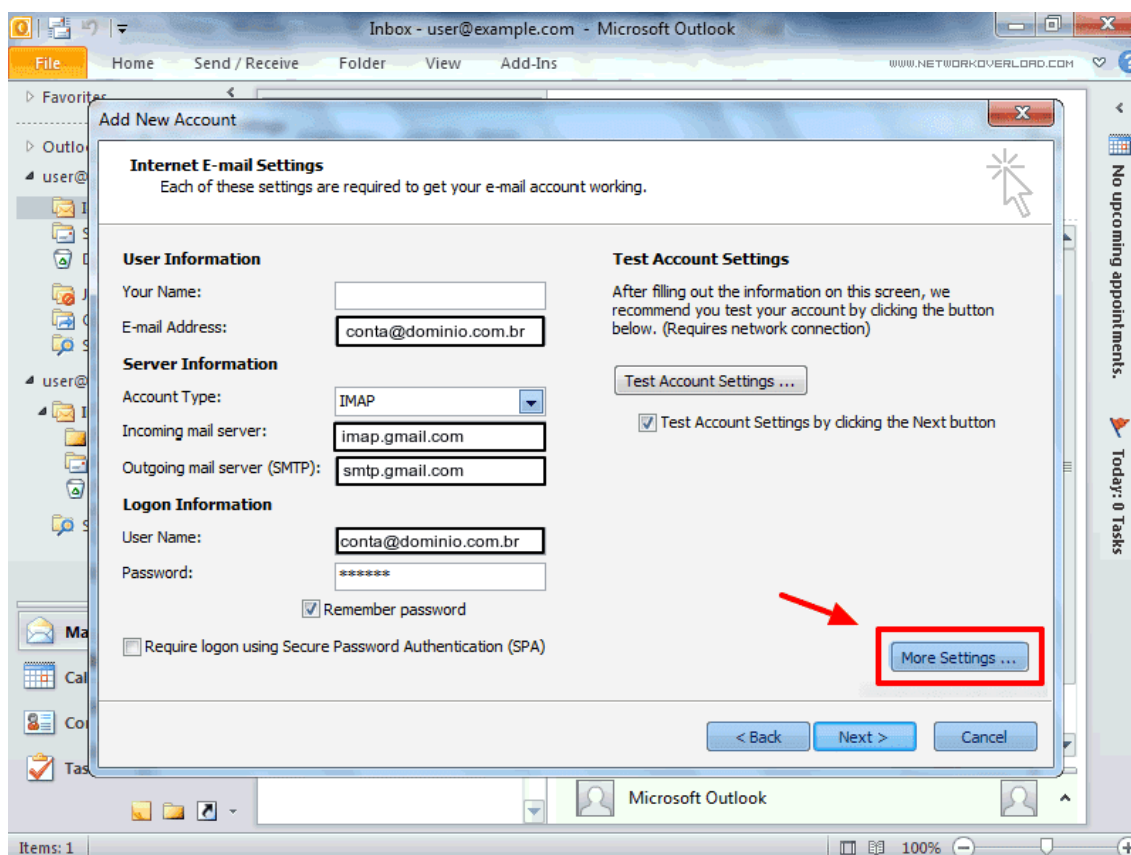 Inbox - user@example.com - Microsoft Outlook
File Home Send / Receive Folder View Add-Ins WWW.NETWORKOVERLOAD.COM
Favorites
Add New Account
Internet E-mail Settings
Each of these settings are required to get your e-mail account working.
user@
User Information
Your Name:
E-mail Address: conta@dominio.com.br
Server Information
Account Type: IMAP
Incoming mail server: imap.gmail.com
Outgoing mail server (SMTP): smtp.gmail.com
Logon Information
User Name: conta@dominio.com.br
Password: ******
Remember password
Require logon using Secure Password Authentication (SPA)
Test Account Settings
After filling out the information on this screen, we
recommend you test your account by clicking the button
below. (Requires network connection)
Test Account Settings ...
Test Account Settings by clicking the Next button
More Settings ...
< Back Next > Cancel
user@
Ma
Cal
Tas
No upcoming appointments.
Today: 0 Tasks
Microsoft Outlook
Items: 1 100%